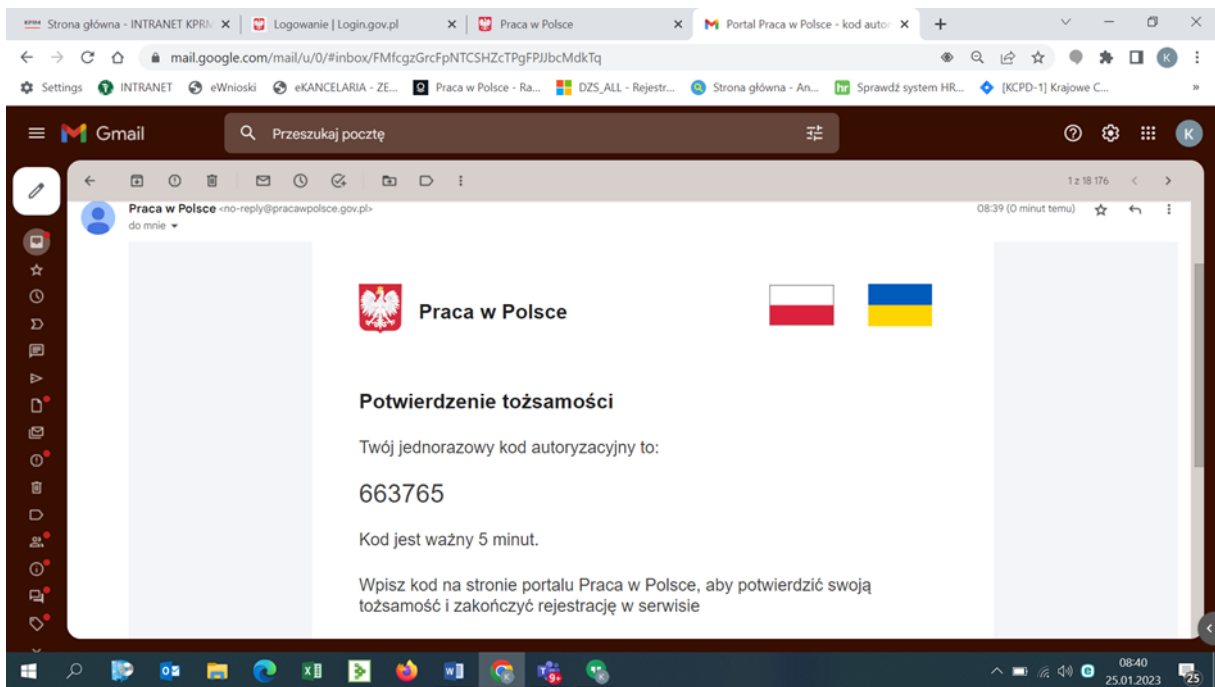 KPRM Strona główna - INTRANET KPRM
Logowanie | Login.gov.pl
Praca w Polsce
Portal Praca w Polsce - kod autor
mail.google.com/mail/u/0/#inbox/FMfcgzGrcFpNTCSHZcTPgFPJJbcMdkTq
K
Settings
INTRANET
eWnioski
eKANCELARIA - ZE...
Praca w Polsce - Ra...
DZS_ALL - Rejestr...
Strona główna - An...
hr Sprawdź system HR...
[KCPD-1] Krajowe C...
»
Gmail
Przeszukaj pocztę
K
1 z 18 176
Praca w Polsce <no-reply@pracawpolsce.gov.pl>
08:39 (0 minut temu)
do mnie
Praca w Polsce
Potwierdzenie tożsamości
Twój jednorazowy kod autoryzacyjny to:
663765
Kod jest ważny 5 minut.
Wpisz kod na stronie portalu Praca w Polsce, aby potwierdzić swoją
tożsamość i zakończyć rejestrację w serwisie
9+
08:40
25.01.2023
25